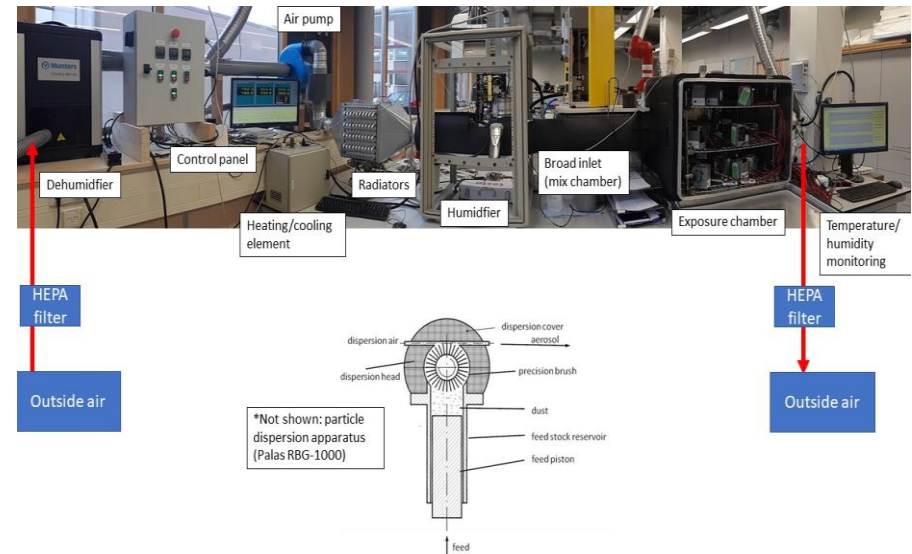 Air pump
Munters
Control panel
Dehumidfier
Heating/cooling
element
Radiators
Humidfier
Broad inlet
(mix chamber)
Exposure chamber
Temperature/
humidity
monitoring
HEPA
filter
HEPA
filter
Outside air
Outside air
dispersion cover
dispersion air
aerosol
dispersion head
precision brush
*Not shown: particle
dispersion apparatus
(Palas RBG-1000)
dust
feed stock reservoir
feed piston
feed